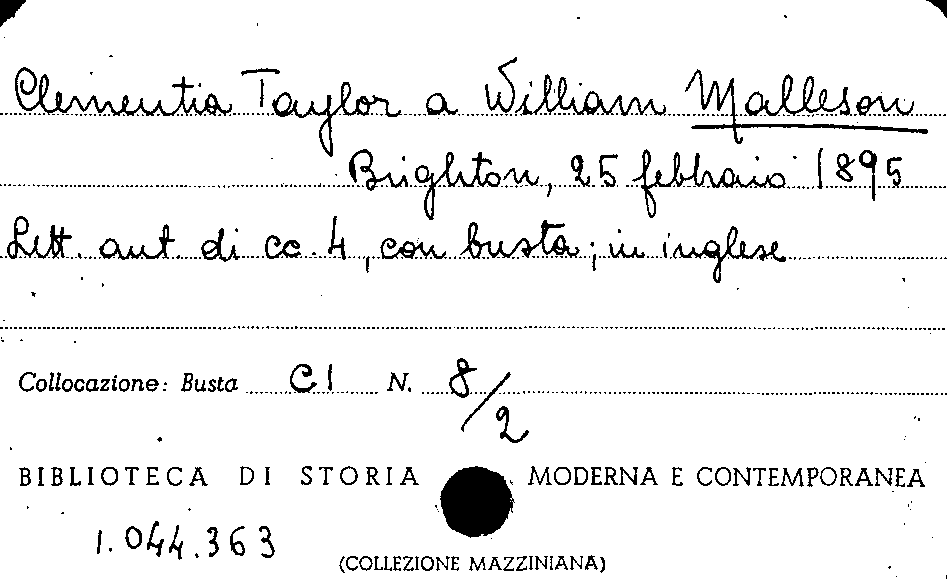 Clementia Taylor a William Malleson
Brighton, 25 febbraio 1895
Lett. aut. di cc. 4, con busta; in inglese
Collocazione: Busta C I N. 8/2
BIBLIOTECA DI STORIA MODERNA E CONTEMPORANEA
1.044.363
(COLLEZIONE MAZZINIANA)